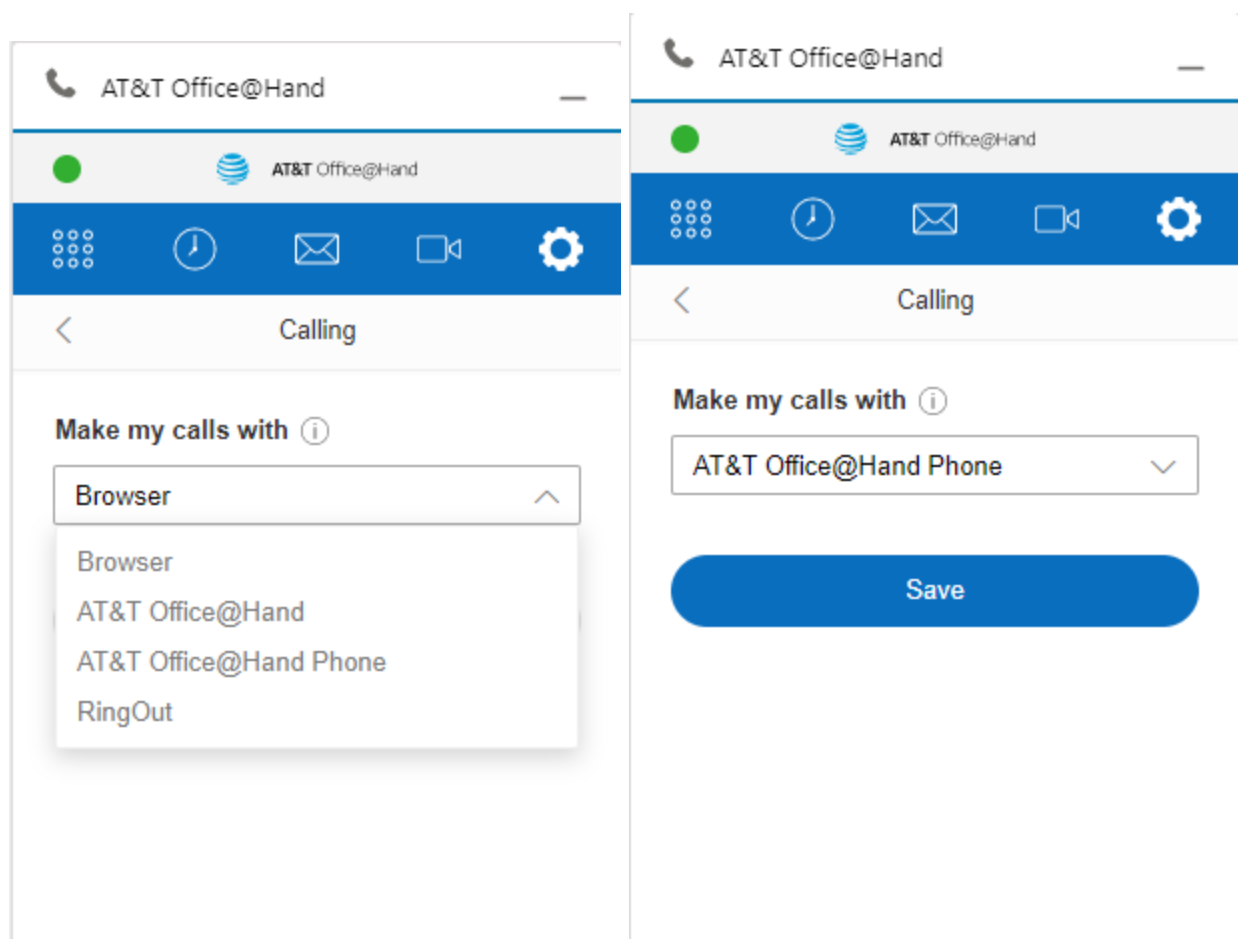 AT&T Office@Hand
AT&T Office@Hand
Calling
Make my calls with
Browser
Browser
AT&T Office@Hand
AT&T Office@Hand Phone
RingOut
AT&T Office@Hand
AT&T Office@Hand
Calling
Make my calls with
AT&T Office@Hand Phone
Save